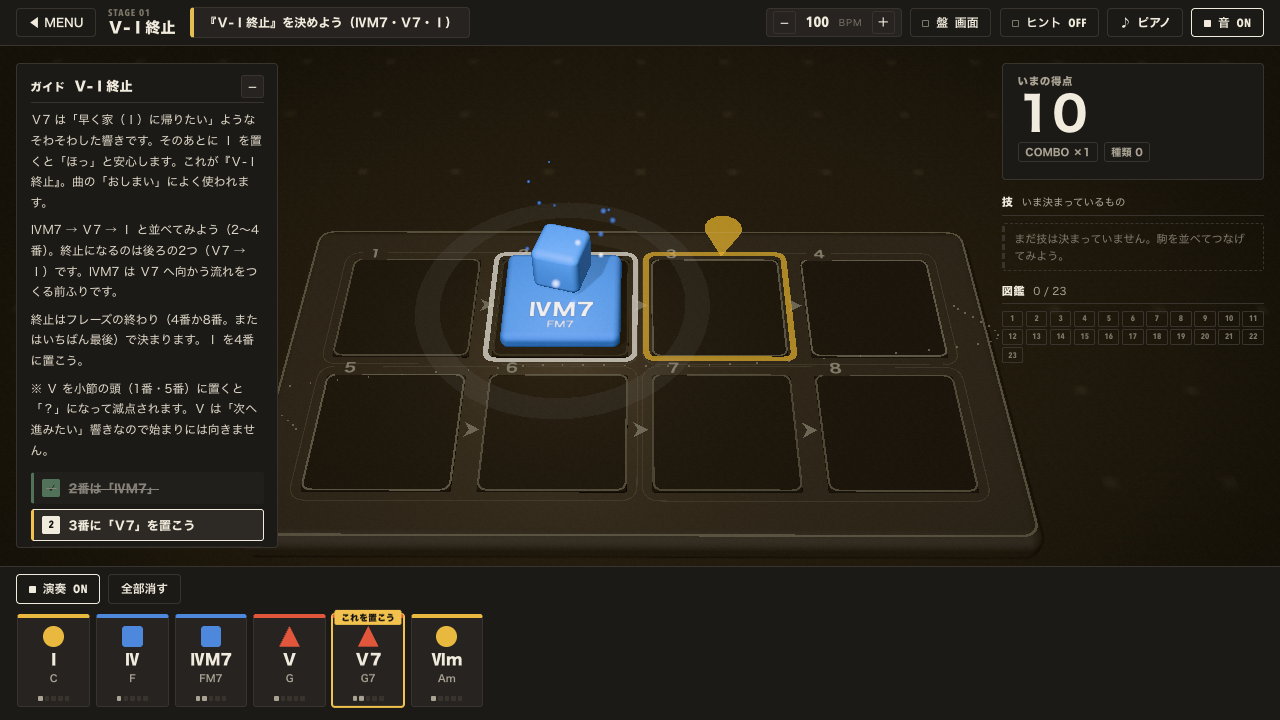 MENU
STAGE 01
Ⅴ-Ⅰ 終止
『Ⅴ-Ⅰ 終止』を決めよう（ⅣM7・Ⅴ7・Ⅰ）
− 100 BPM +
盤 画面
ヒント OFF
♪ ピアノ
音 ON
ガイド Ⅴ-Ⅰ 終止
−
Ⅴ7 は「早く家（Ⅰ）に帰りたい」ような
そわそわした響きです。そのあとに Ⅰ を置
くと「ほっ」と安心します。これが『Ⅴ-Ⅰ
終止』。曲の「おしまい」によく使われま
す。
ⅣM7 → Ⅴ7 → Ⅰ と並べてみよう（2〜4
番）。終止になるのは後ろの2つ（Ⅴ7 →
Ⅰ）です。ⅣM7 は Ⅴ7 へ向かう流れをつ
くる前ふりです。
終止はフレーズの終わり（4番か8番。また
はいちばん最後）で決まります。Ⅰ を4番
に置こう。
※ Ⅴ を小節の頭（1番・5番）に置くと
「？」になって減点されます。Ⅴ は「次へ
進みたい」響きなので始まりには向きませ
ん。
✓ 2番は「ⅣM7」
2 3番に「Ⅴ7」を置こう
1
3
4
ⅣM7
FM7
5
6
7
8
いまの得点
10
COMBO ×1
種類 0
技 いま決まっているもの
まだ技は決まっていません。駒を並べてつなげ
てみよう。
図鑑 0 / 23
1 2 3 4 5 6 7 8 9 10 11
12 13 14 15 16 17 18 19 20 21 22
23
演奏 ON
全部消す
これを置こう
Ⅰ
C
Ⅳ
F
ⅣM7
FM7
Ⅴ
G
Ⅴ7
G7
Ⅵm
Am